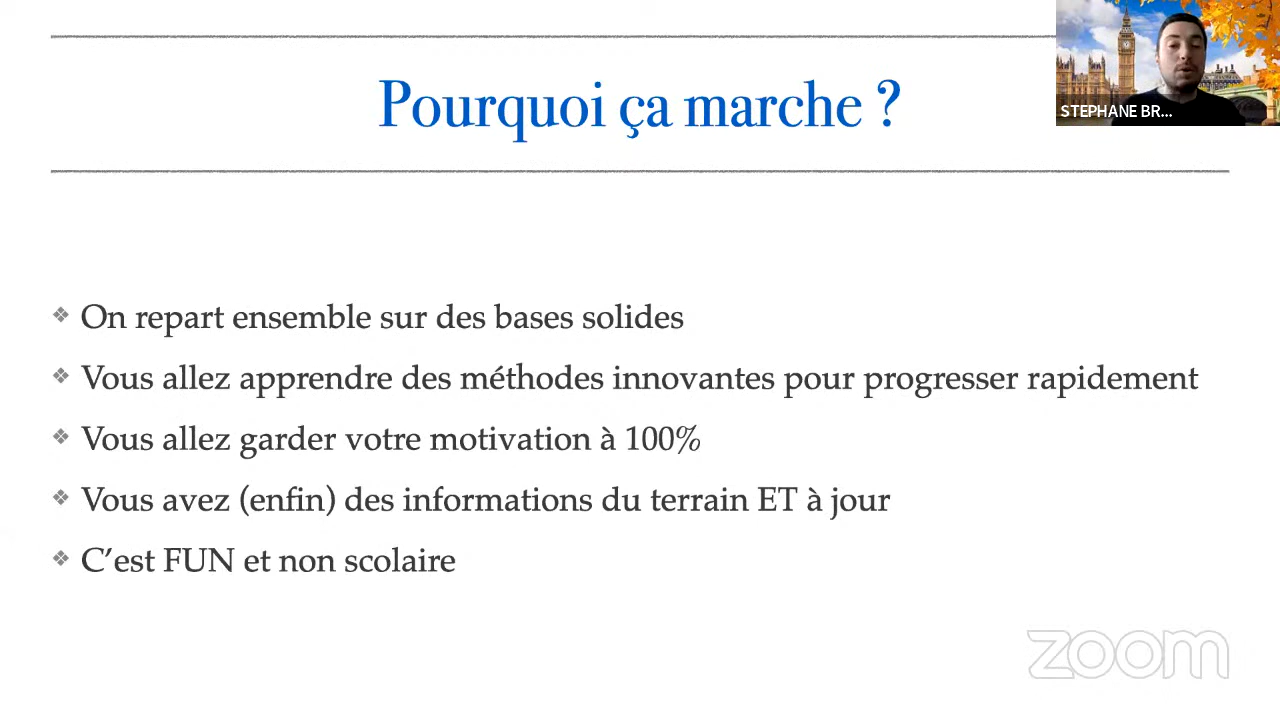 Pourquoi ça marche ?
STEPHANE BR...
On repart ensemble sur des bases solides
Vous allez apprendre des méthodes innovantes pour progresser rapidement
Vous allez garder votre motivation à 100%
Vous avez (enfin) des informations du terrain ET à jour
C’est FUN et non scolaire
zoom